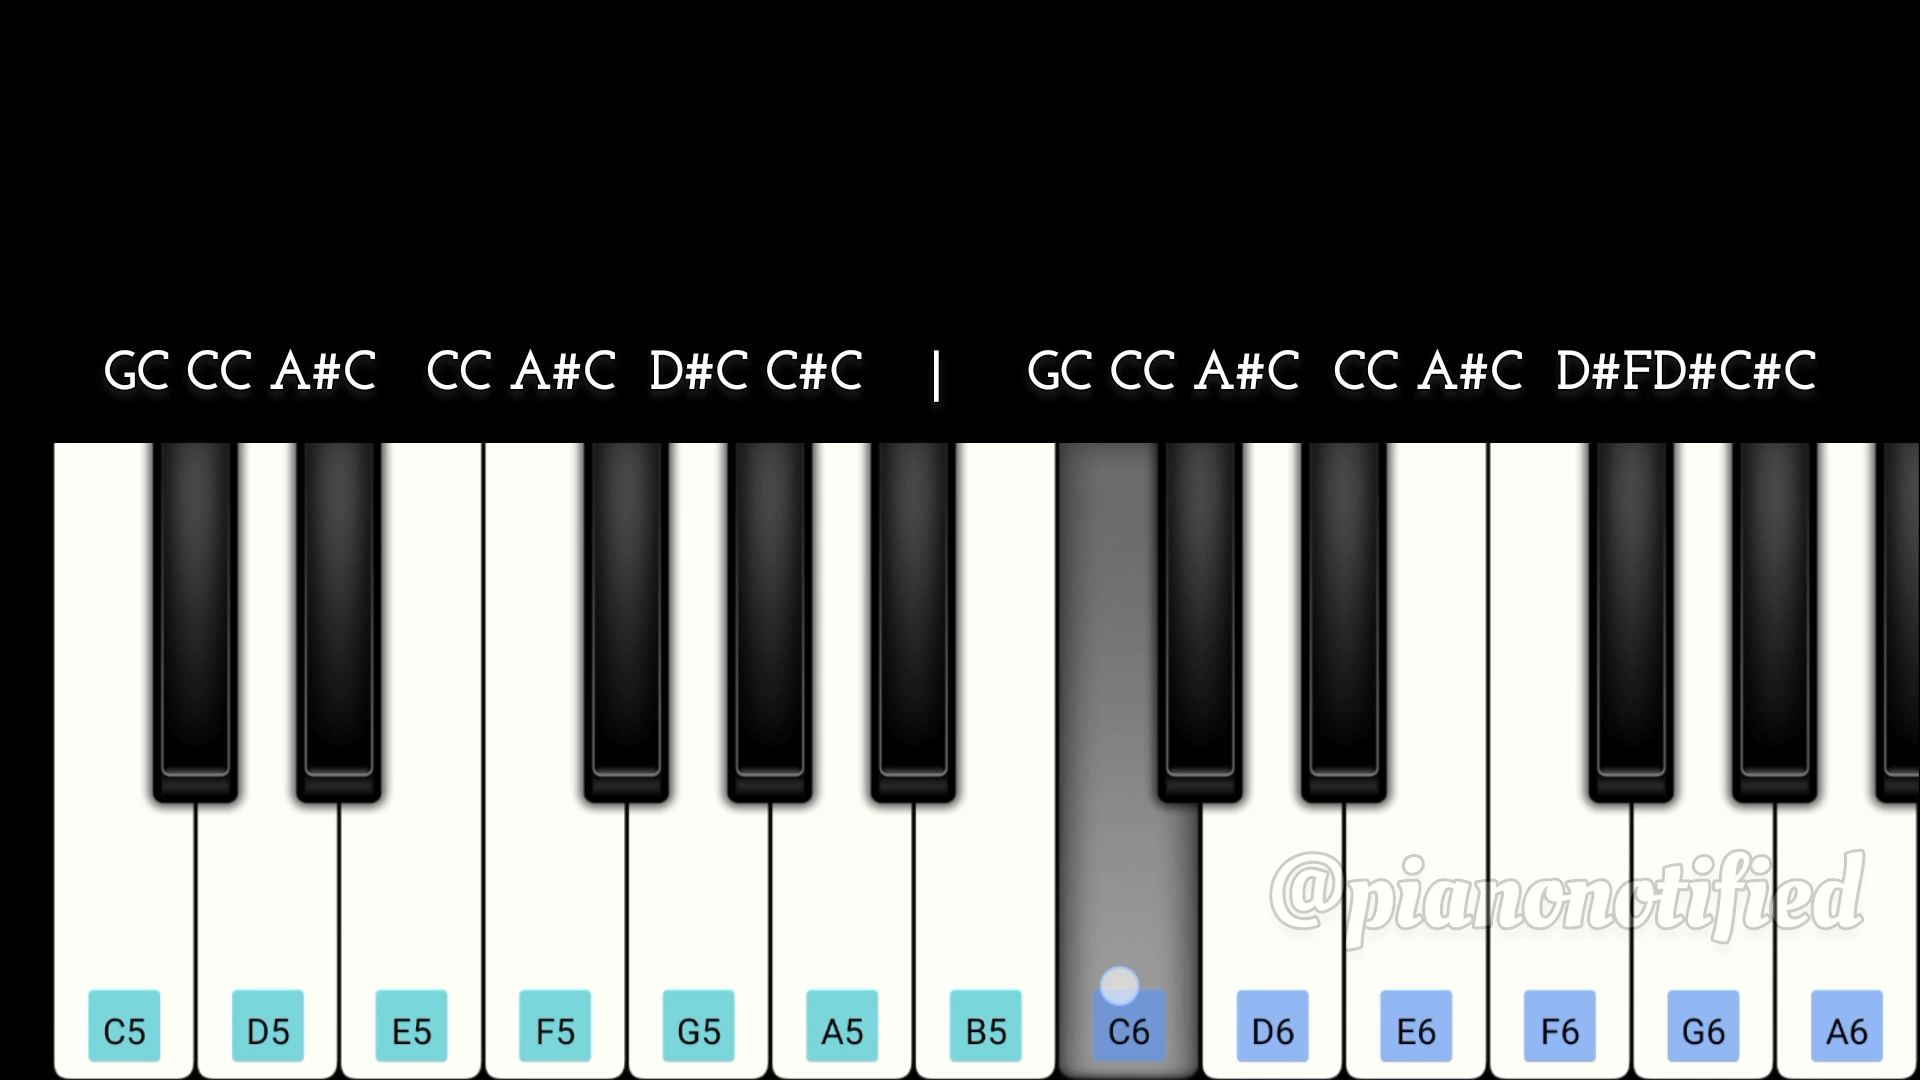 GC CC A#C CC A#C D#C C#C | GC CC A#C CC A#C D#FD#C#C
@pianonotified
C5 D5 E5 F5 G5 A5 B5 C6 D6 E6 F6 G6 A6